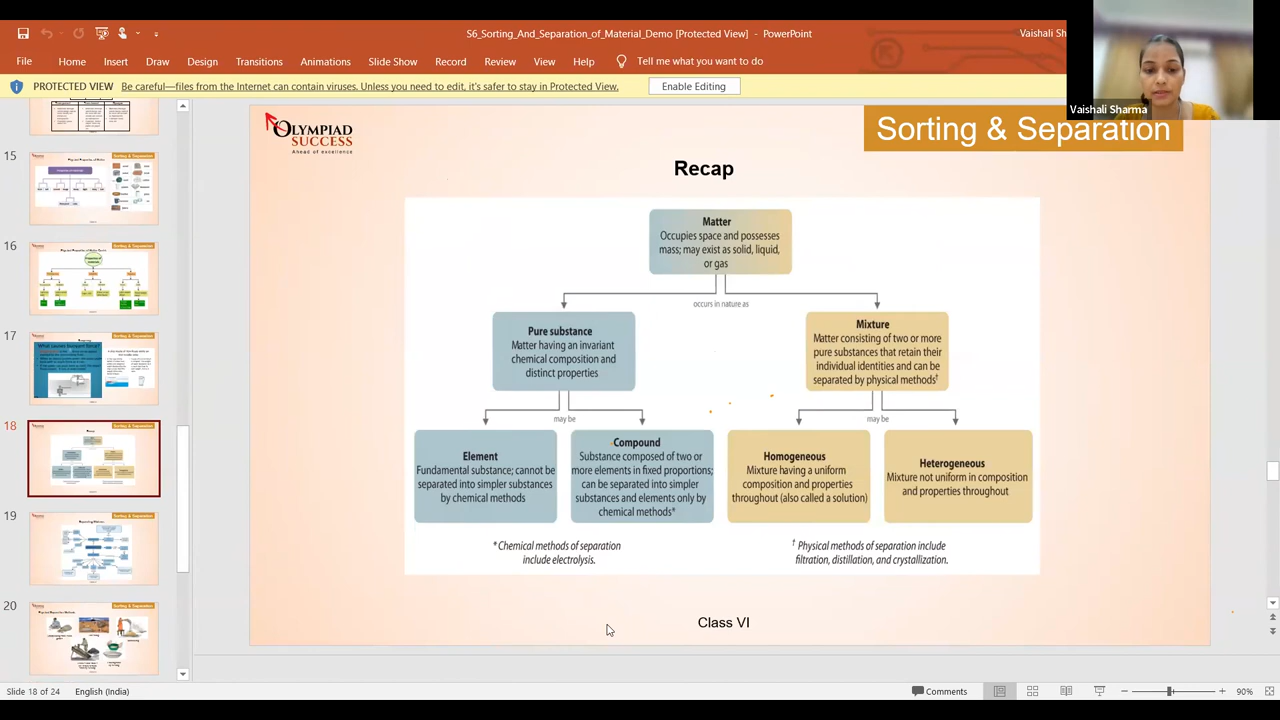 S6_Sorting_And_Separation_of_Material_Demo [Protected View] - PowerPoint
Vaishali Sh
File Home Insert Draw Design Transitions Animations Slide Show Record Review View Help Tell me what you want to do
PROTECTED VIEW Be careful—files from the Internet can contain viruses. Unless you need to edit, it's safer to stay in Protected View. Enable Editing
Vaishali Sharma
OLYMPIAD
SUCCESS
Ahead of excellence
Sorting & Separation
Recap
Matter
Occupies space and possesses
mass; may exist as solid, liquid,
or gas
occurs in nature as
Pure substance
Matter having an invariant
chemical composition and
distinct properties
Mixture
Matter consisting of two or more
pure substances that retain their
individual identities and can be
separated by physical methods†
may be
may be
Element
Fundamental substance; cannot be
separated into simpler substances
by chemical methods
Compound
Substance composed of two or
more elements in fixed proportions;
can be separated into simpler
substances and elements only by
chemical methods*
Homogeneous
Mixture having a uniform
composition and properties
throughout (also called a solution)
Heterogeneous
Mixture not uniform in composition
and properties throughout
*Chemical methods of separation
include electrolysis.
† Physical methods of separation include
filtration, distillation, and crystallization.
Class VI
15
Sorting & Separation
16
Sorting & Separation
17
Sorting & Separation
18
19
Sorting & Separation
20
Sorting & Separation
Slide 18 of 24 English (India) Comments 90%